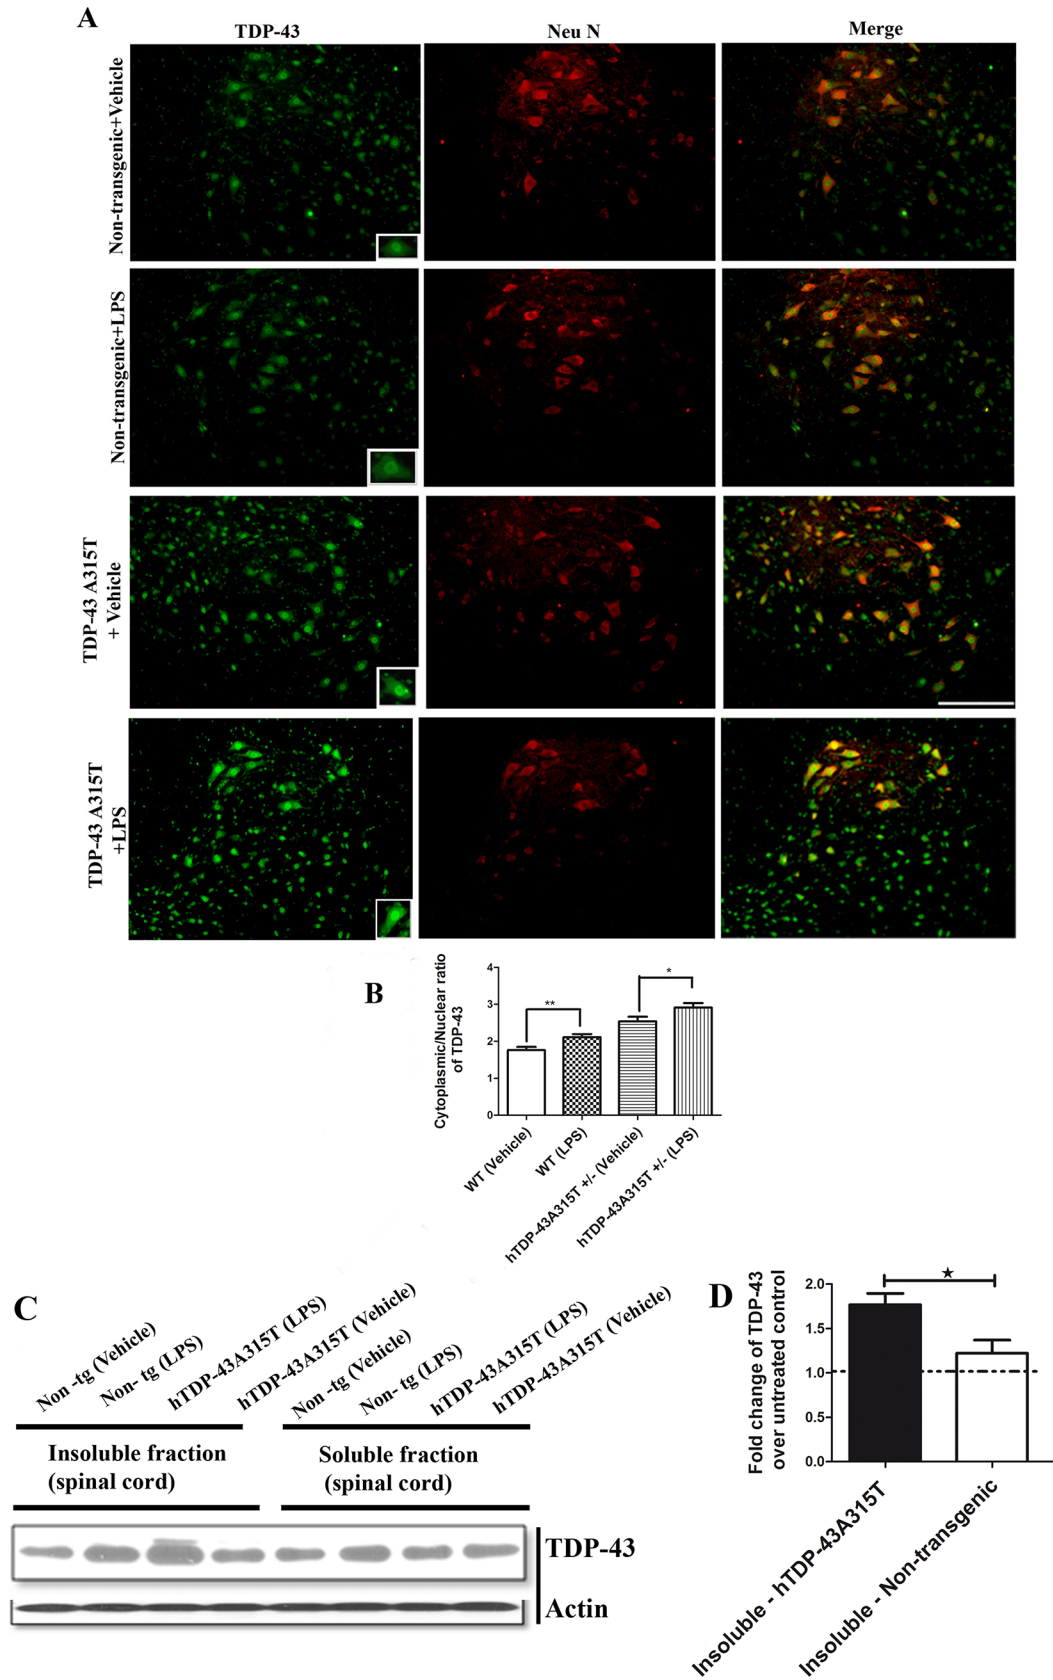 A
TDP-43
Neu N
Merge
Non-transgenic+Vehicle
Non-transgenic+LPS
TDP-43 A315T
+ Vehicle
TDP-43 A315T
+LPS
B
Cytoplasmic/Nuclear ratio
of TDP-43
4
3
2
1
0
**
*
WT (Vehicle)
WT (LPS)
hTDP-43A315T +/- (Vehicle)
hTDP-43A315T +/- (LPS)
C
Non -tg (Vehicle)
Non- tg (LPS)
hTDP-43A315T (LPS)
hTDP-43A315T (Vehicle)
Non -tg (Vehicle)
Non- tg (LPS)
hTDP-43A315T (LPS)
hTDP-43A315T (Vehicle)
Insoluble fraction
(spinal cord)
Soluble fraction
(spinal cord)
TDP-43
Actin
D
Fold change of TDP-43
over untreated control
2.0
1.5
1.0
0.5
0.0
★
Insoluble - hTDP-43A315T
Insoluble - Non-transgenic